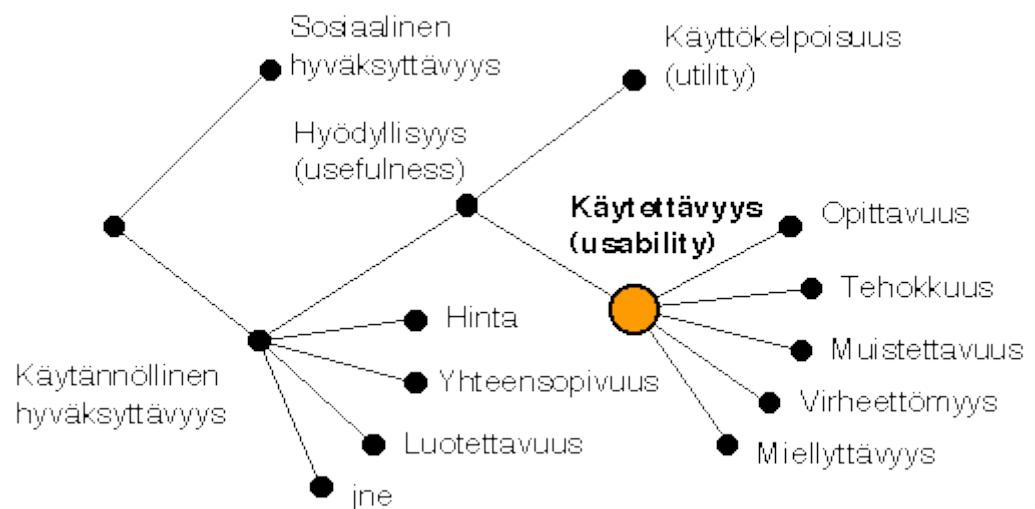 Sosiaalinen
hyväksyttävyys
Käyttökelpoisuus
(utility)
Hyödyllisyys
(usefulness)
Käytettävyys
(usability)
Opittavuus
Tehokkuus
Muistettavuus
Virheettömyys
Miellyttävyys
Hinta
Yhteensopivuus
Luotettavuus
jne
Käytännöllinen
hyväksyttävyys